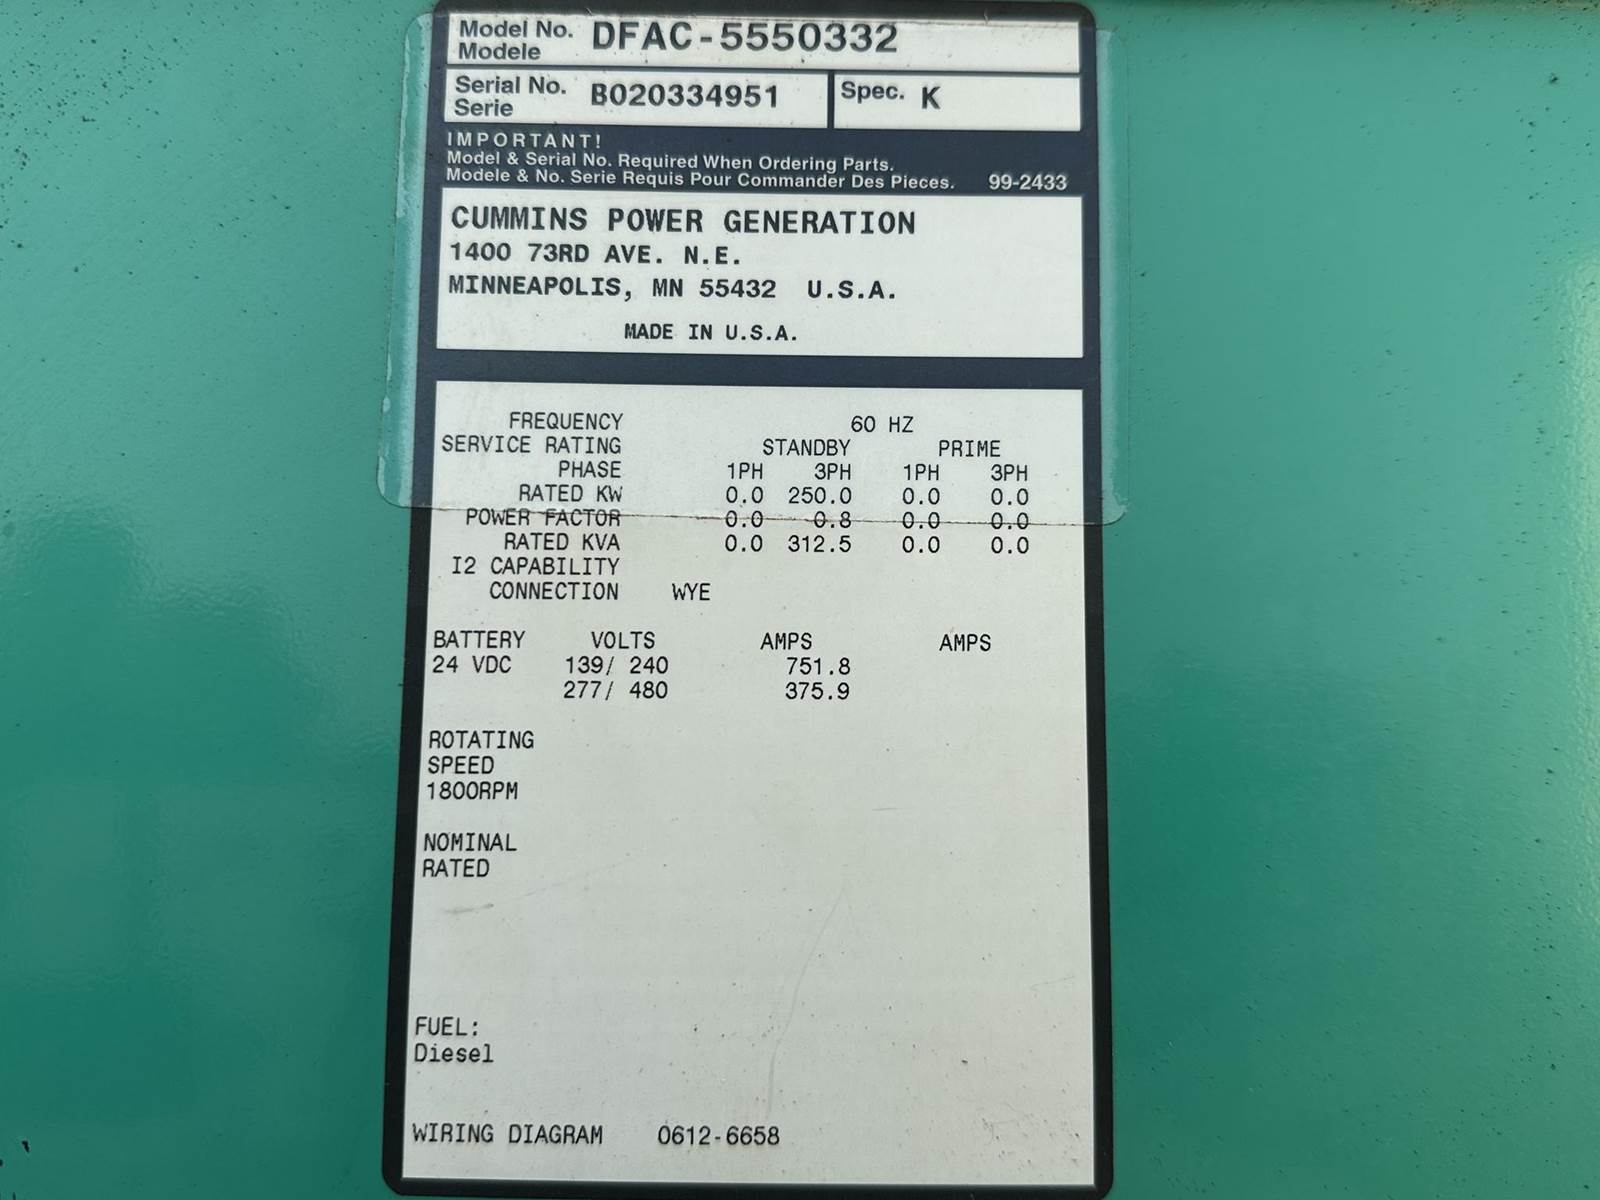 Model No. DFAC-5550332
Modele
Serial No. B020334951 Spec. K
Serie
IMPORTANT!
Model & Serial No. Required When Ordering Parts.
Modele & No. Serie Requis Pour Commander Des Pieces. 99-2433
CUMMINS POWER GENERATION
1400 73RD AVE. N.E.
MINNEAPOLIS, MN 55432 U.S.A.
MADE IN U.S.A.
FREQUENCY 60 HZ
SERVICE RATING STANDBY PRIME
PHASE 1PH 3PH 1PH 3PH
RATED KW 0.0 250.0 0.0 0.0
POWER FACTOR 0.0 0.8 0.0 0.0
RATED KVA 0.0 312.5 0.0 0.0
I2 CAPABILITY
CONNECTION WYE
BATTERY VOLTS AMPS AMPS
24 VDC 139/ 240 751.8
277/ 480 375.9
ROTATING
SPEED
1800RPM
NOMINAL
RATED
FUEL:
Diesel
WIRING DIAGRAM 0612-6658